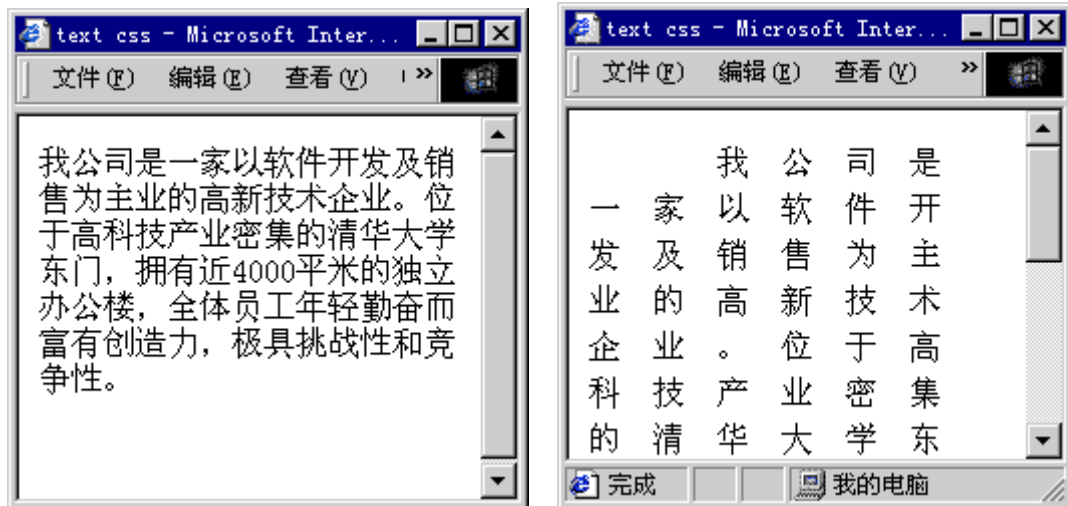 text css - Microsoft Inter...
文件(F) 编辑(E) 查看(V) »
我公司是一家以软件开发及销
售为主业的高新技术企业。位
于高科技产业密集的清华大学
东门，拥有近4000平米的独立
办公楼，全体员工年轻勤奋而
富有创造力，极具挑战性和竞
争性。
text css - Microsoft Inter...
文件(F) 编辑(E) 查看(V) »
我 公 司 是
一 家 以 软 件 开
发 及 销 售 为 主
业 的 高 新 技 术
企 业 。 位 于 高
科 技 产 业 密 集
的 清 华 大 学 东
完成 我的电脑